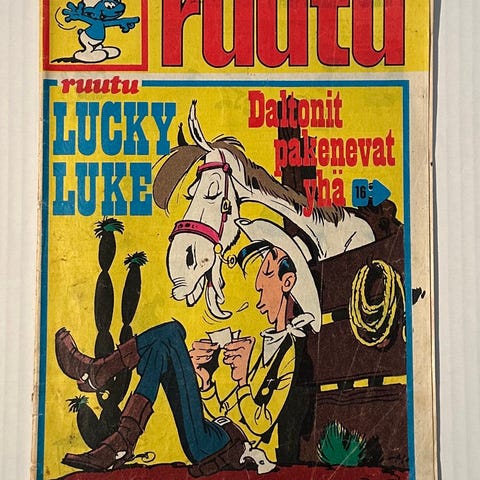 ruutu
ruutu
LUCKY
LUKE
Daltonit
pakenevat
yhä
16